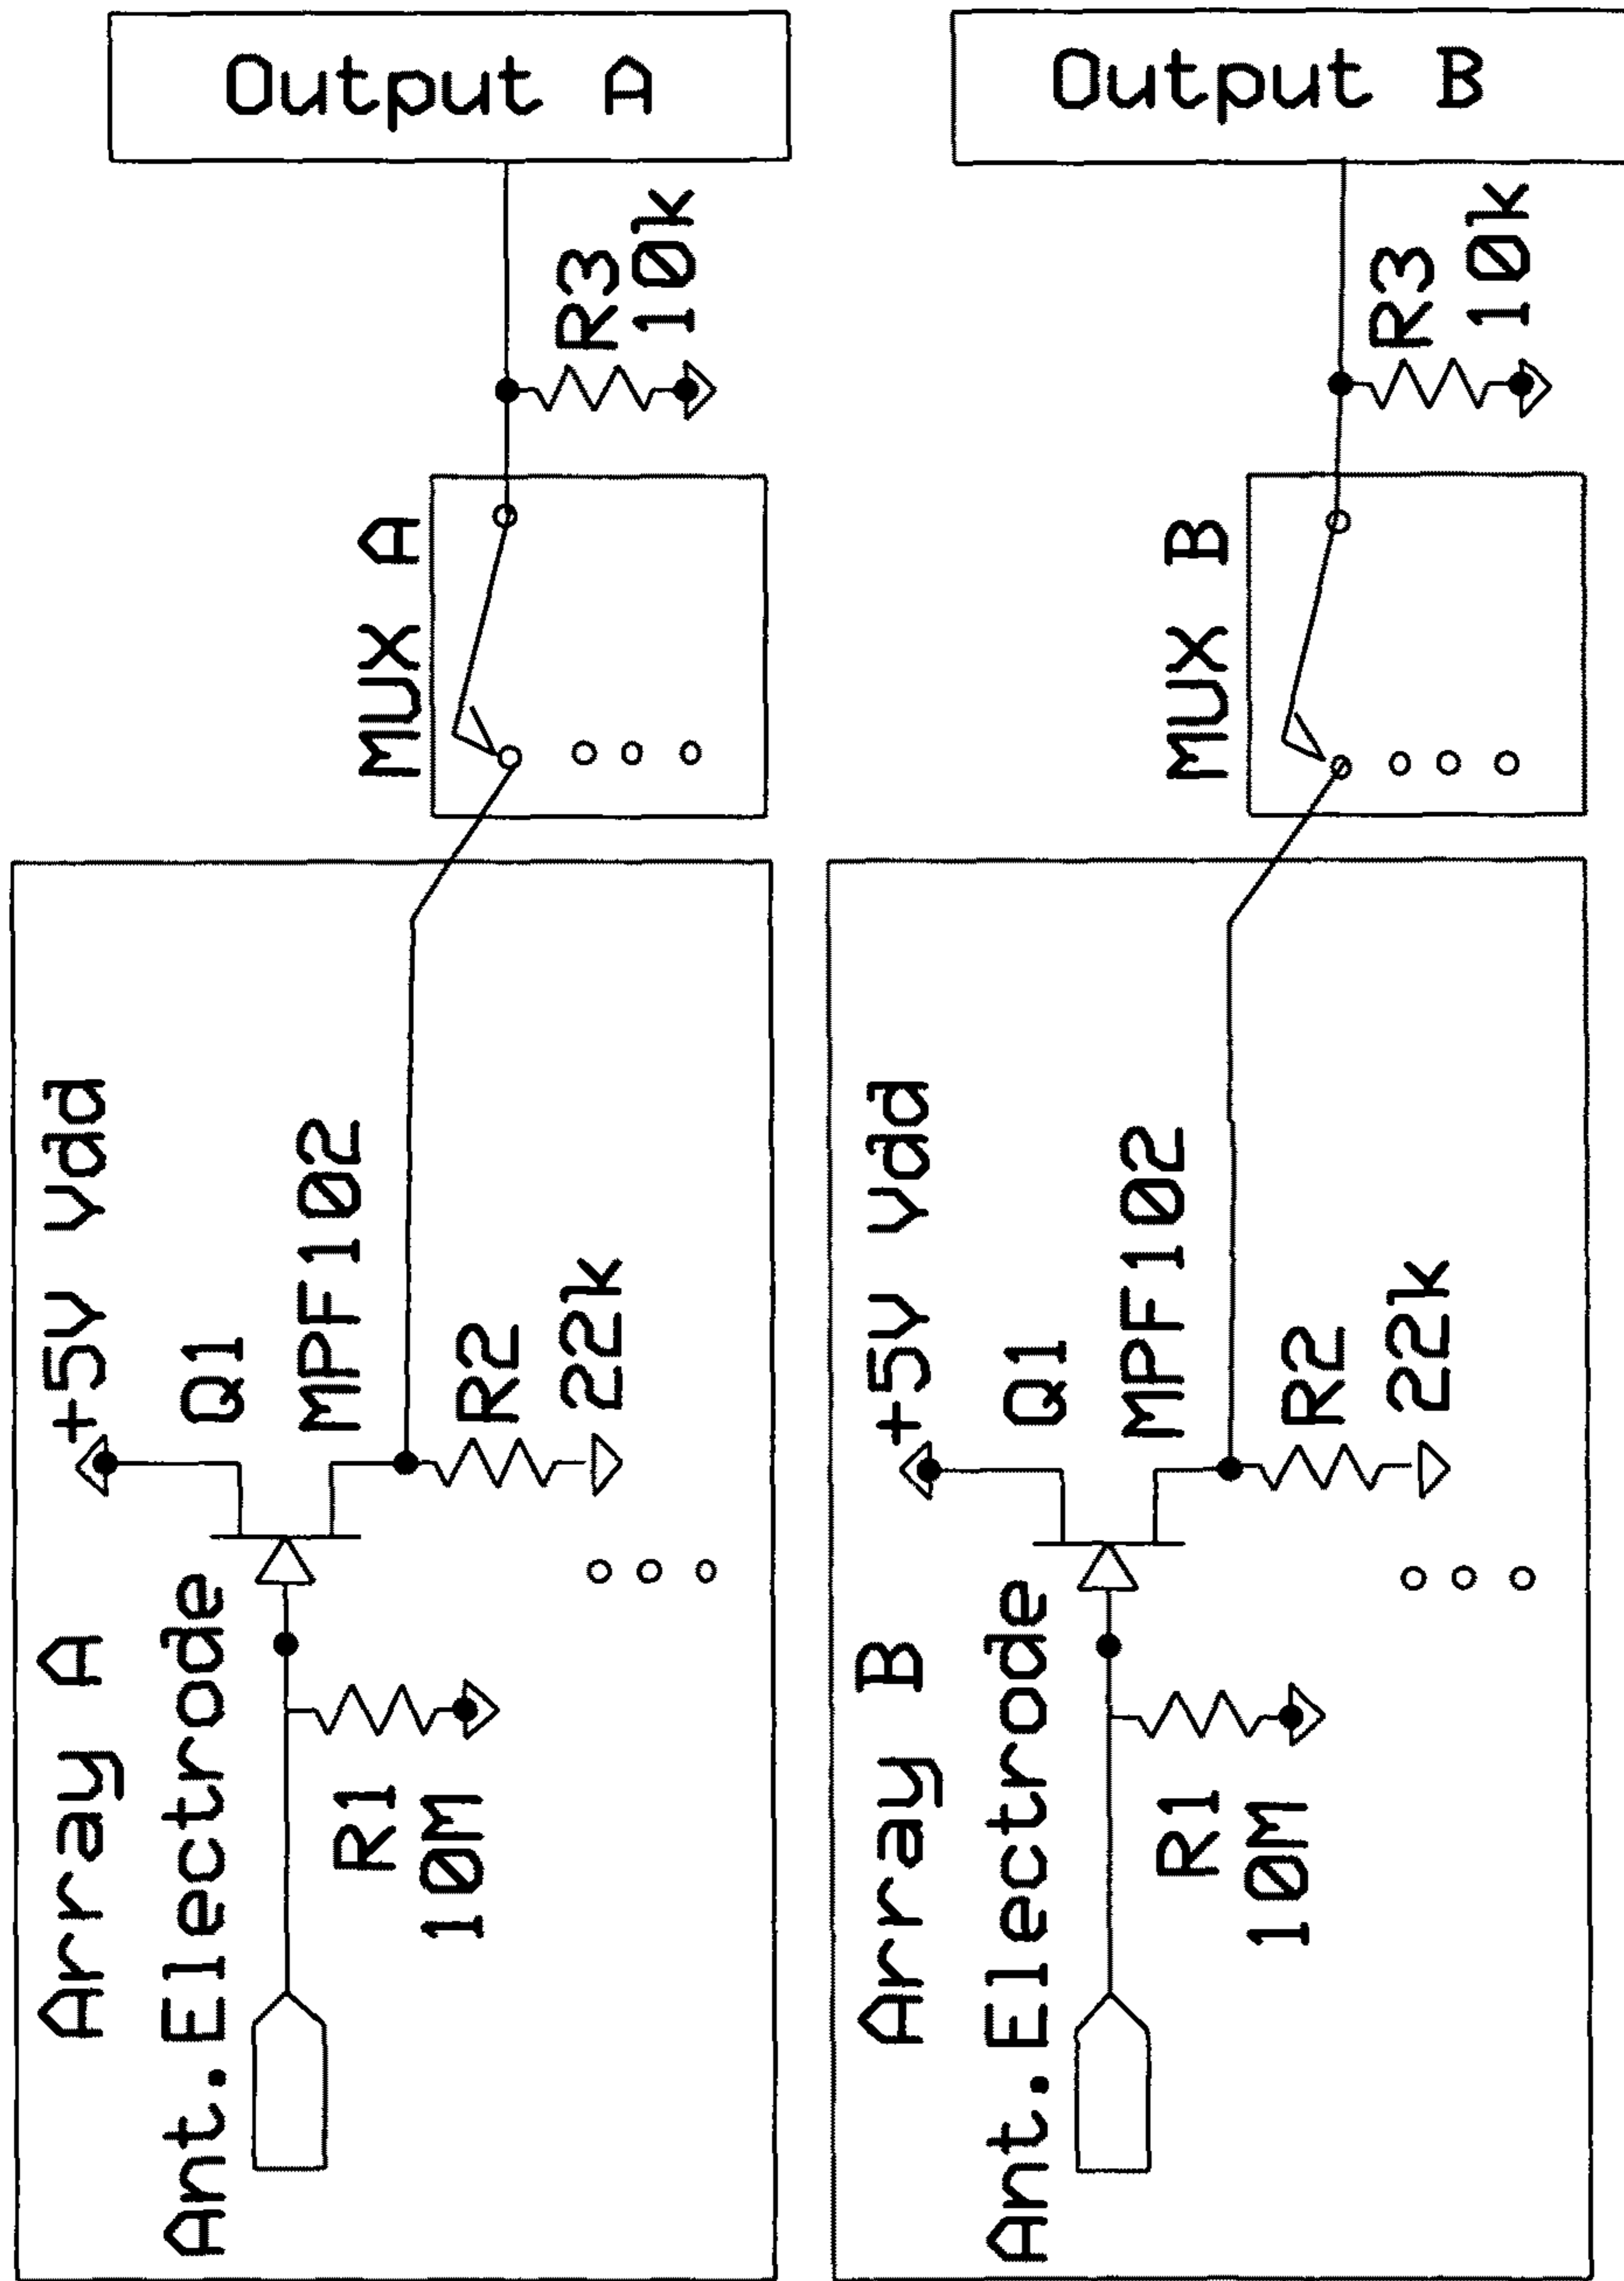 Output A
R3
10k
MUX A
Array A
+5V Vdd
Ant.Electrode
Q1
MPF102
R1
10M
R2
22k
Output B
R3
10k
MUX B
Array B
+5V Vdd
Ant.Electrode
Q1
MPF102
R1
10M
R2
22k